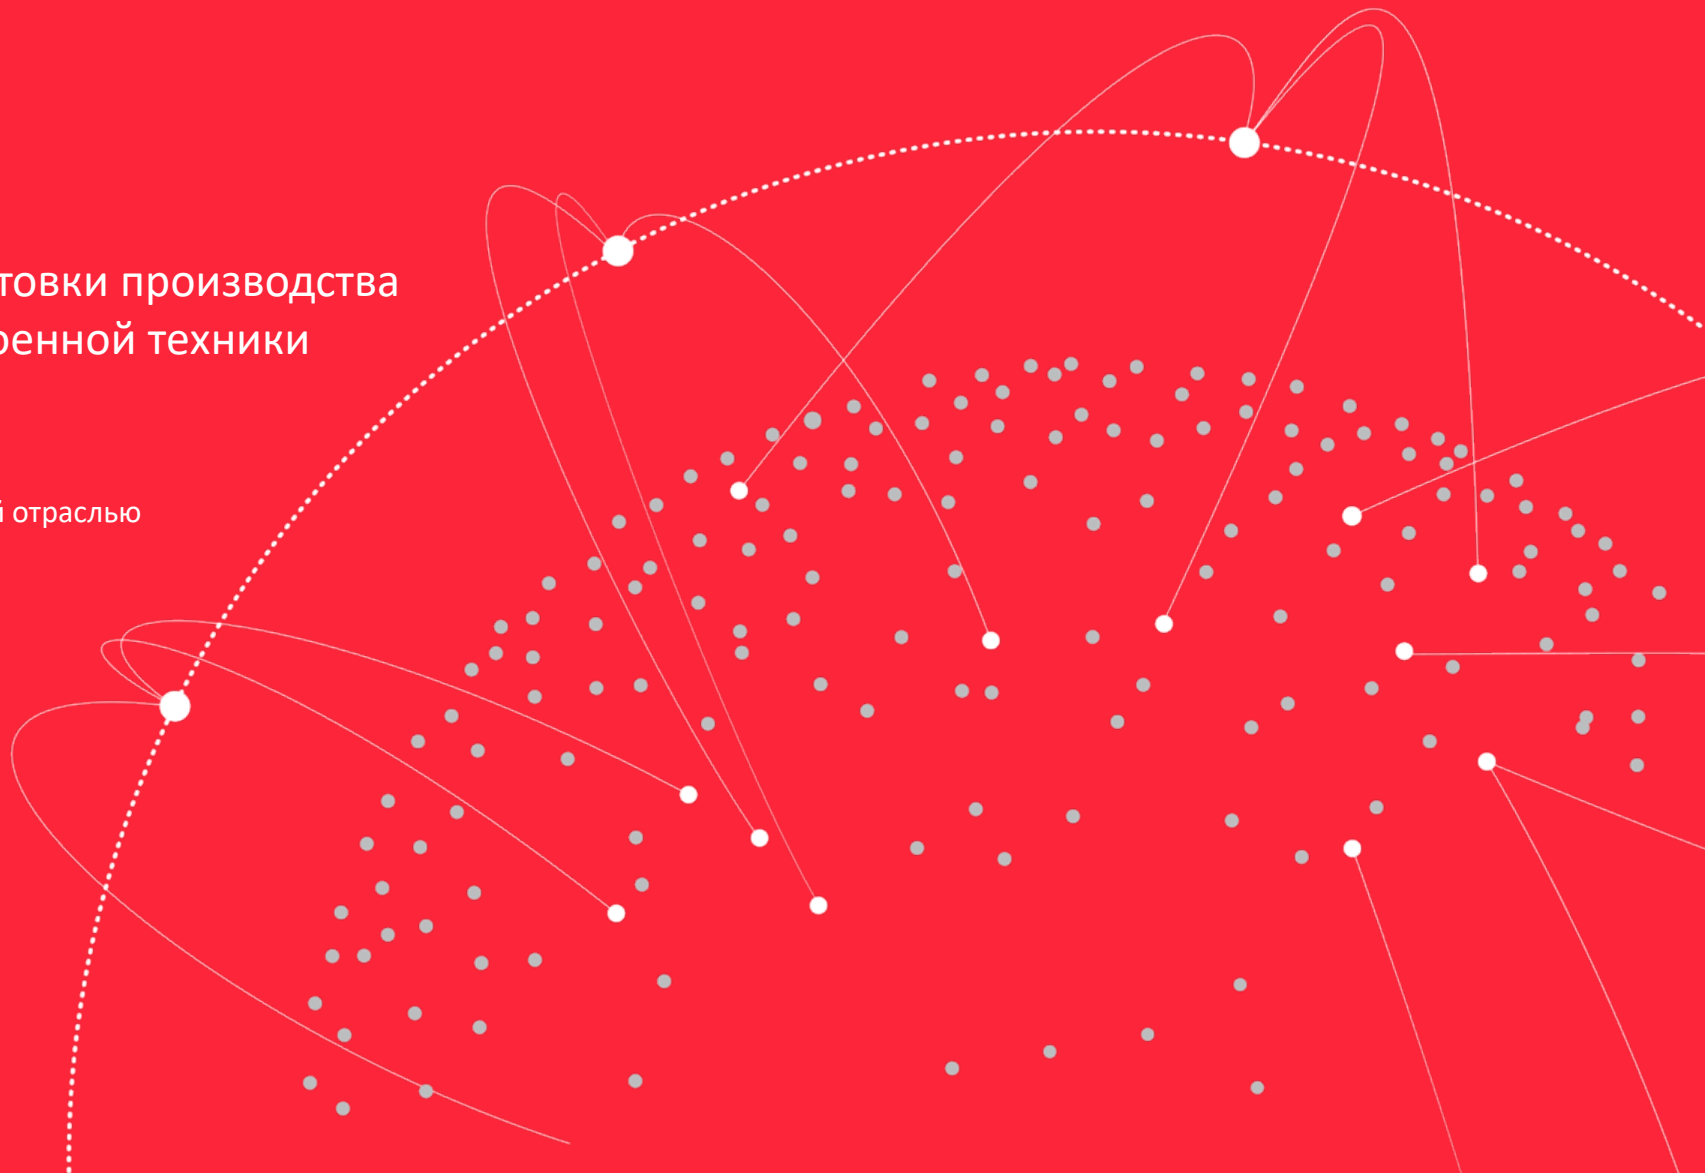 товки производства
ренной техники
й отраслью